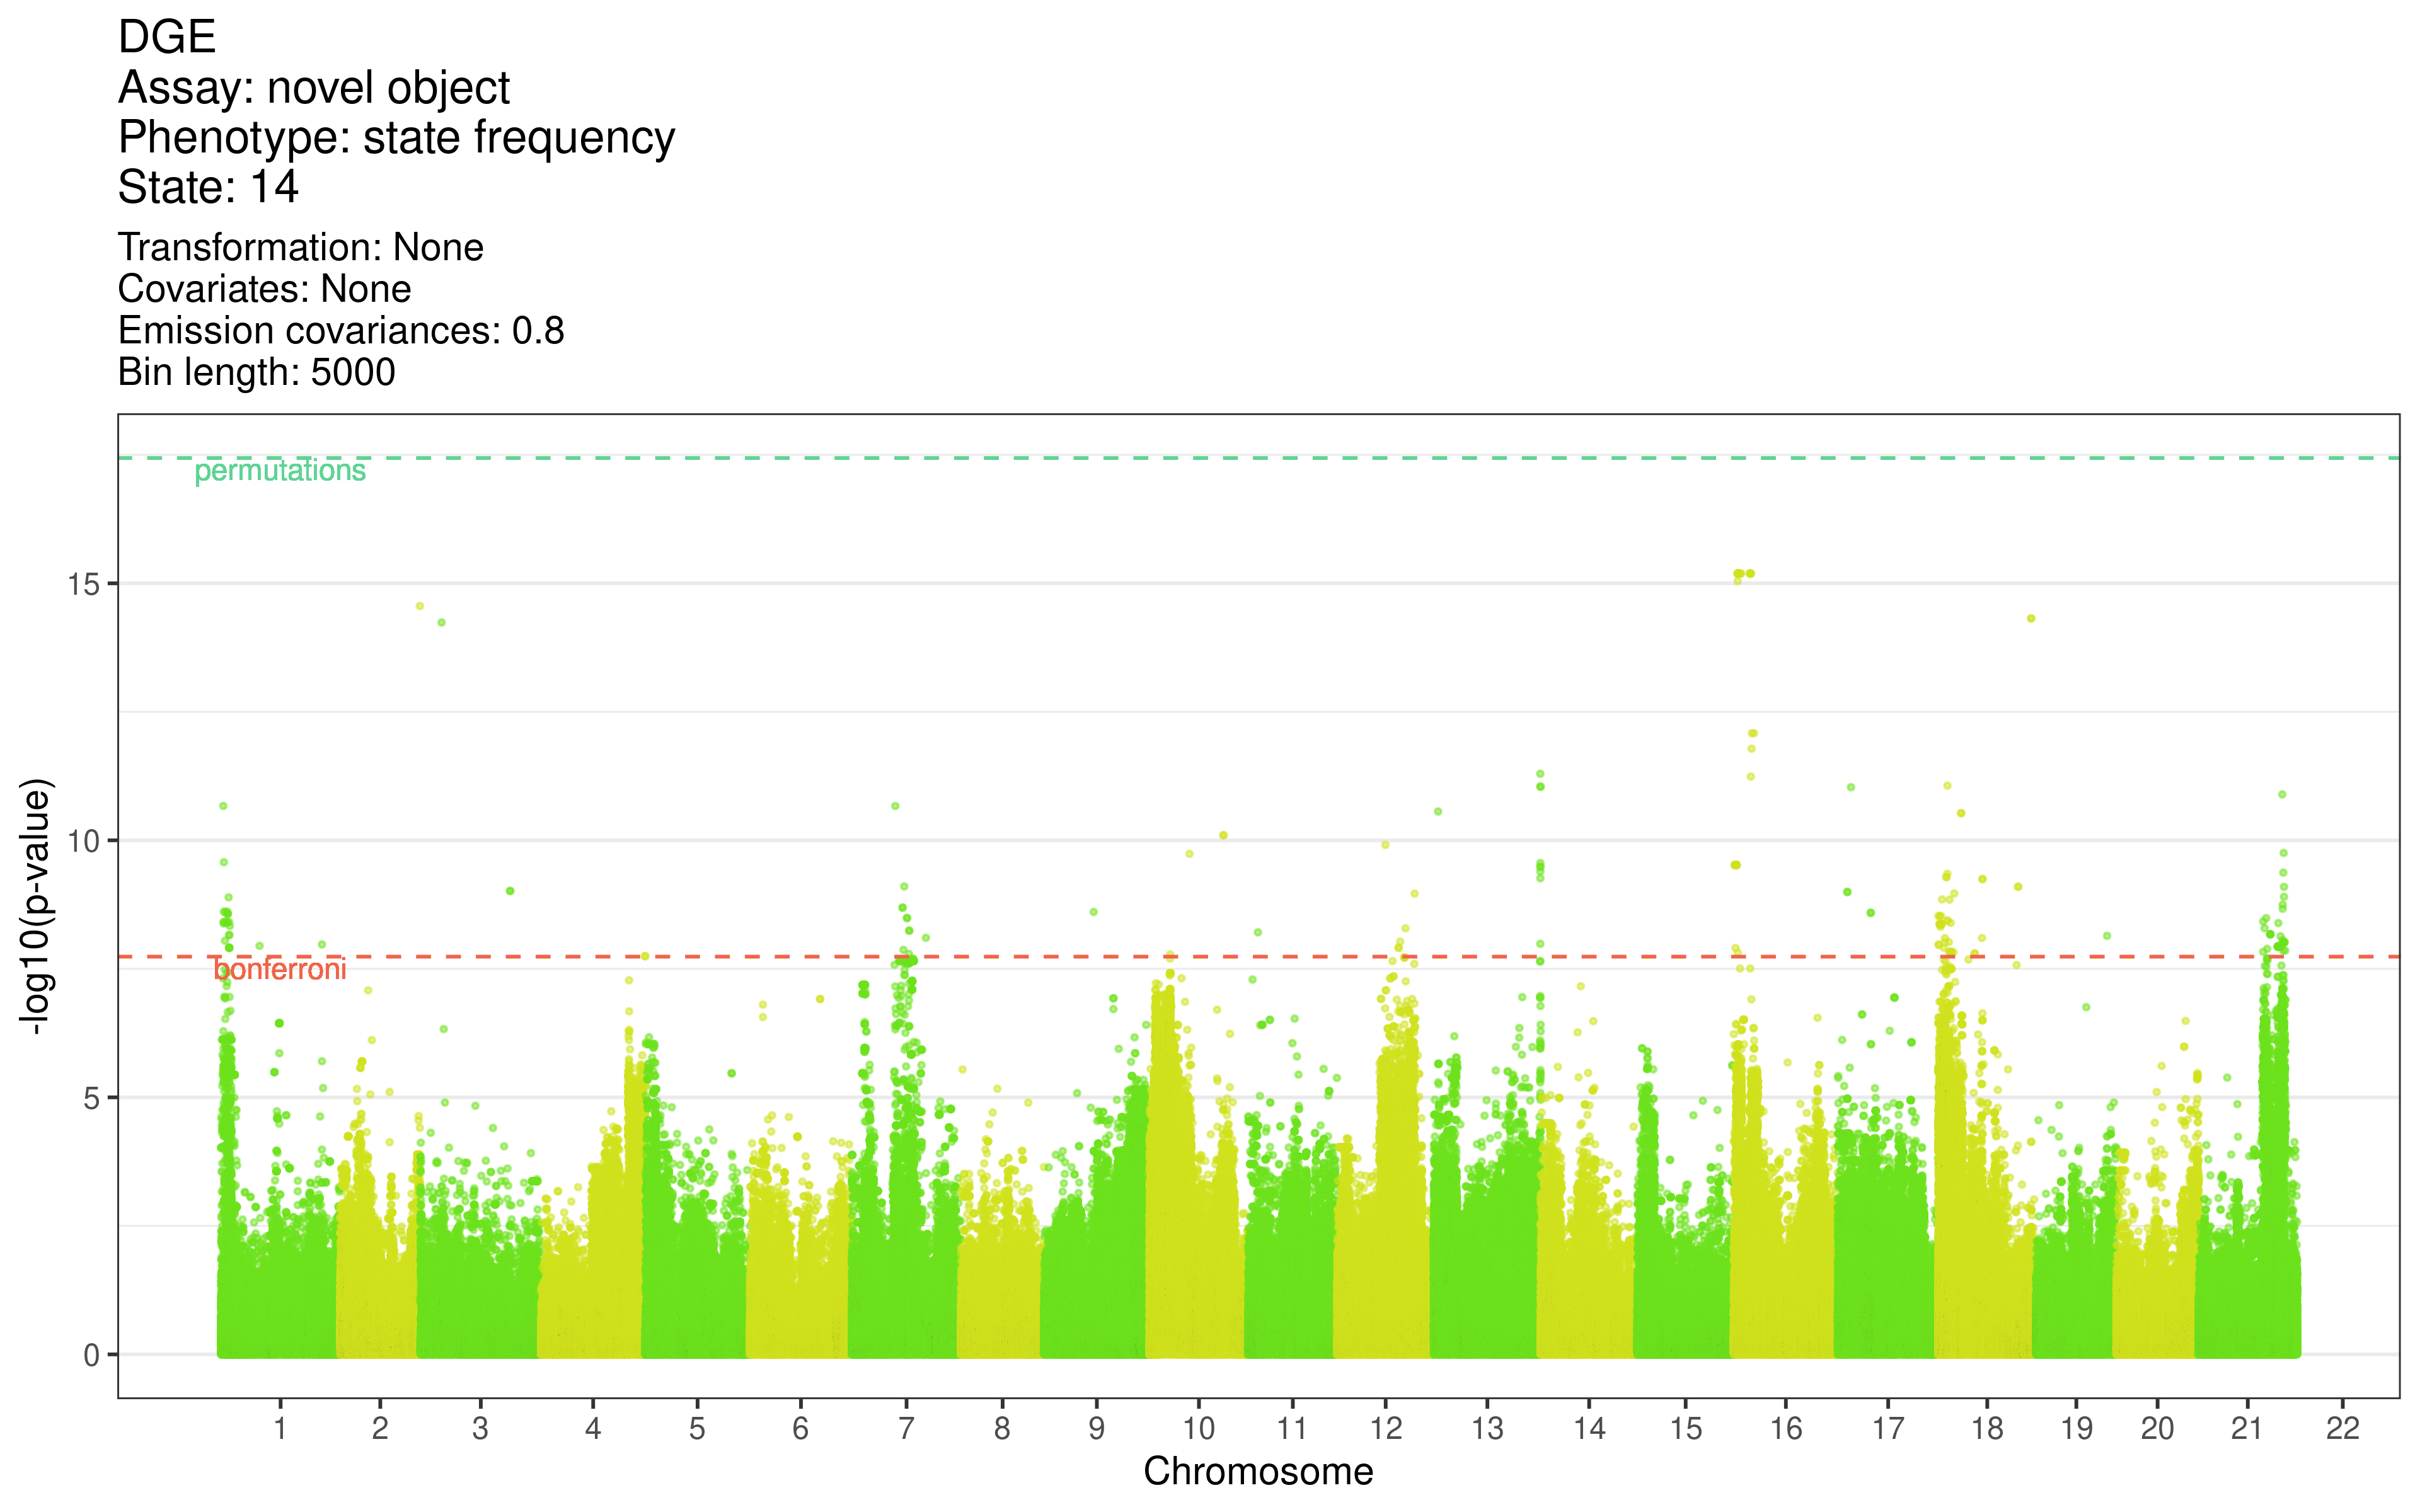 DGE
Assay: novel object
Phenotype: state frequency
State: 14
Transformation: None
Covariates: None
Emission covariances: 0.8
Bin length: 5000
permutations
15
10
bonferroni
5
0
-log10(p-value)
1 2 3 4 5 6 7 8 9 10 11 12 13 14 15 16 17 18 19 20 21 22
Chromosome